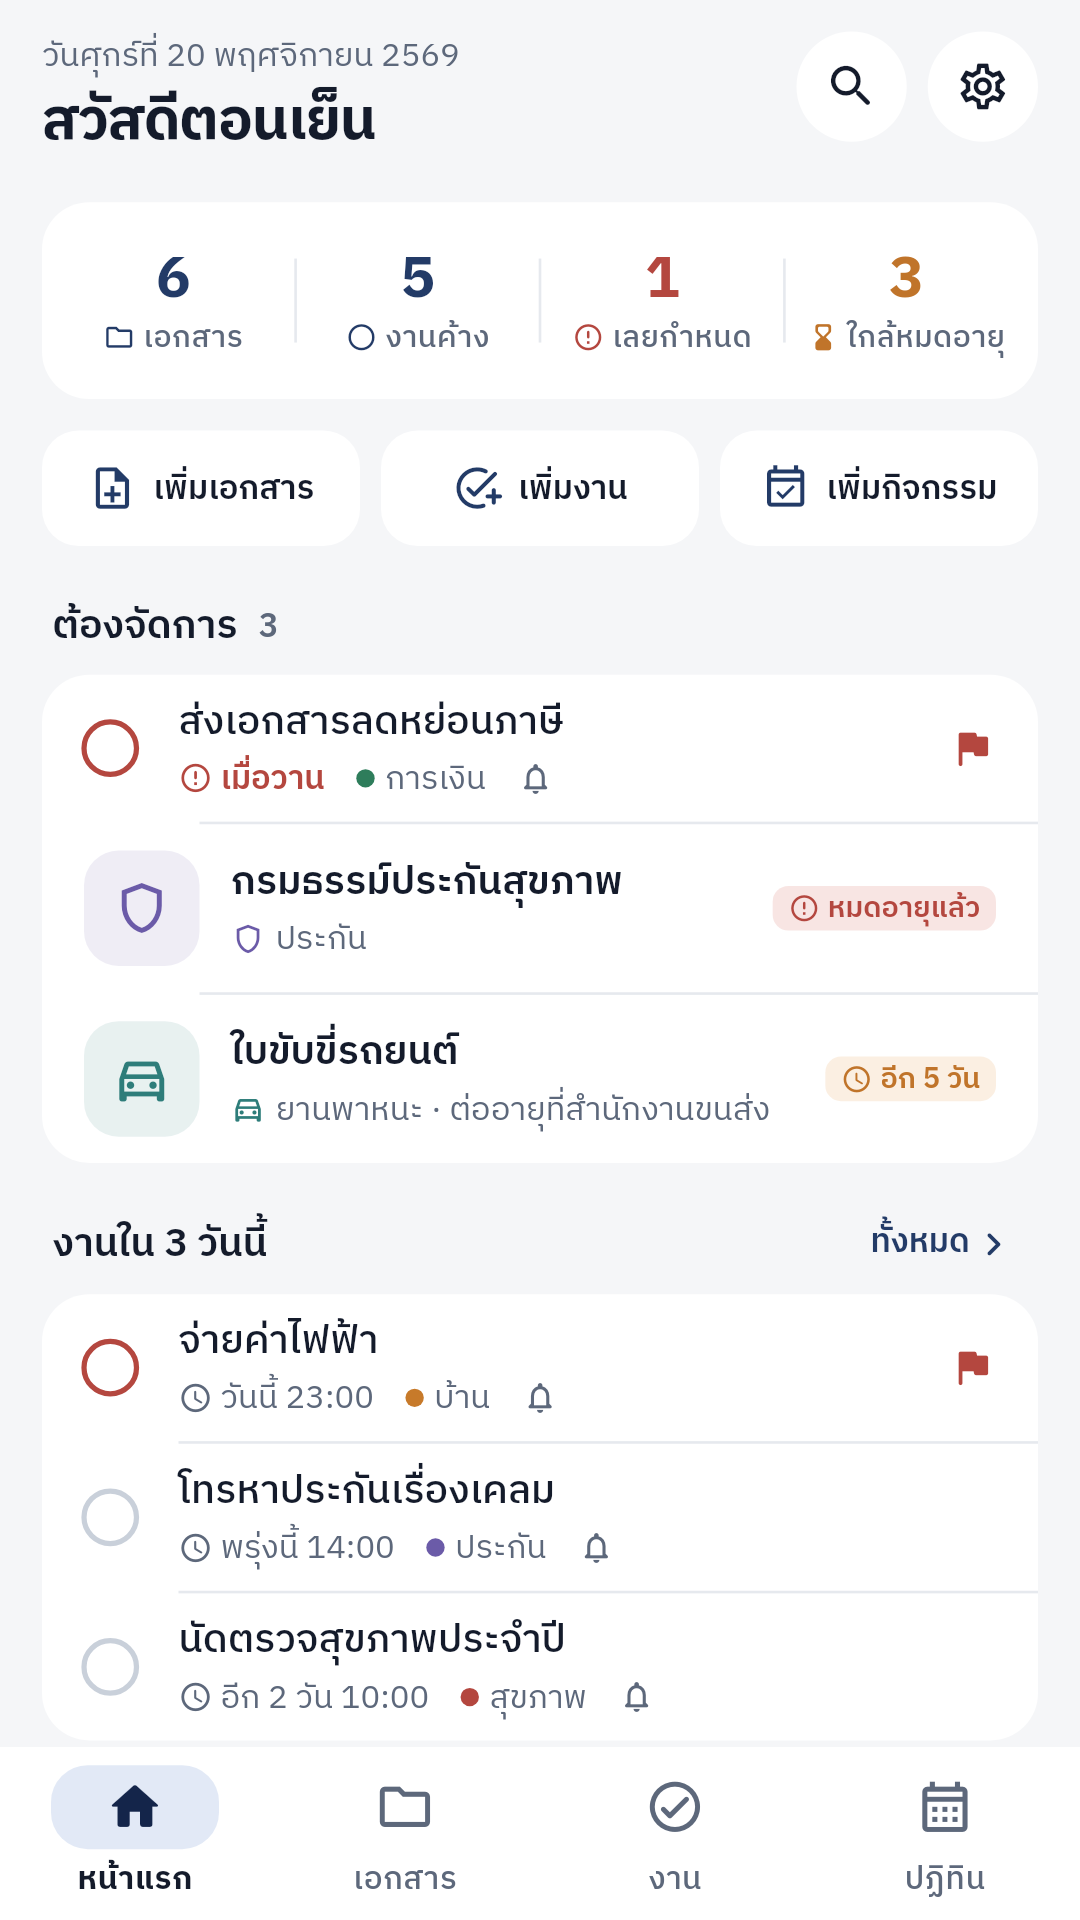 วันศุกร์ที่ 20 พฤศจิกายน 2569
สวัสดีตอนเย็น
6 5 1 3
เอกสาร งานค้าง เลยกำหนด ใกล้หมดอายุ
เพิ่มเอกสาร เพิ่มงาน เพิ่มกิจกรรม
ต้องจัดการ 3
ส่งเอกสารลดหย่อนภาษี
เมื่อวาน การเงิน
กรมธรรม์ประกันสุขภาพ
หมดอายุแล้ว
ประกัน
ใบขับขี่รถยนต์
อีก 5 วัน
ยานพาหนะ · ต่ออายุที่สำนักงานขนส่ง
งานใน 3 วันนี้ ทั้งหมด
จ่ายค่าไฟฟ้า
วันนี้ 23:00 บ้าน
โทรหาประกันเรื่องเคลม
พรุ่งนี้ 14:00 ประกัน
นัดตรวจสุขภาพประจำปี
อีก 2 วัน 10:00 สุขภาพ
หน้าแรก เอกสาร งาน ปฏิทิน